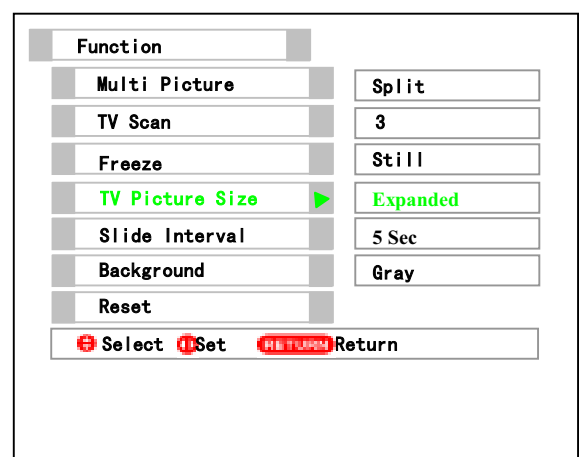 Function
Multi Picture Split
TV Scan 3
Freeze Still
TV Picture Size Expanded
Slide Interval 5 Sec
Background Gray
Reset
Select Set RETURN Return